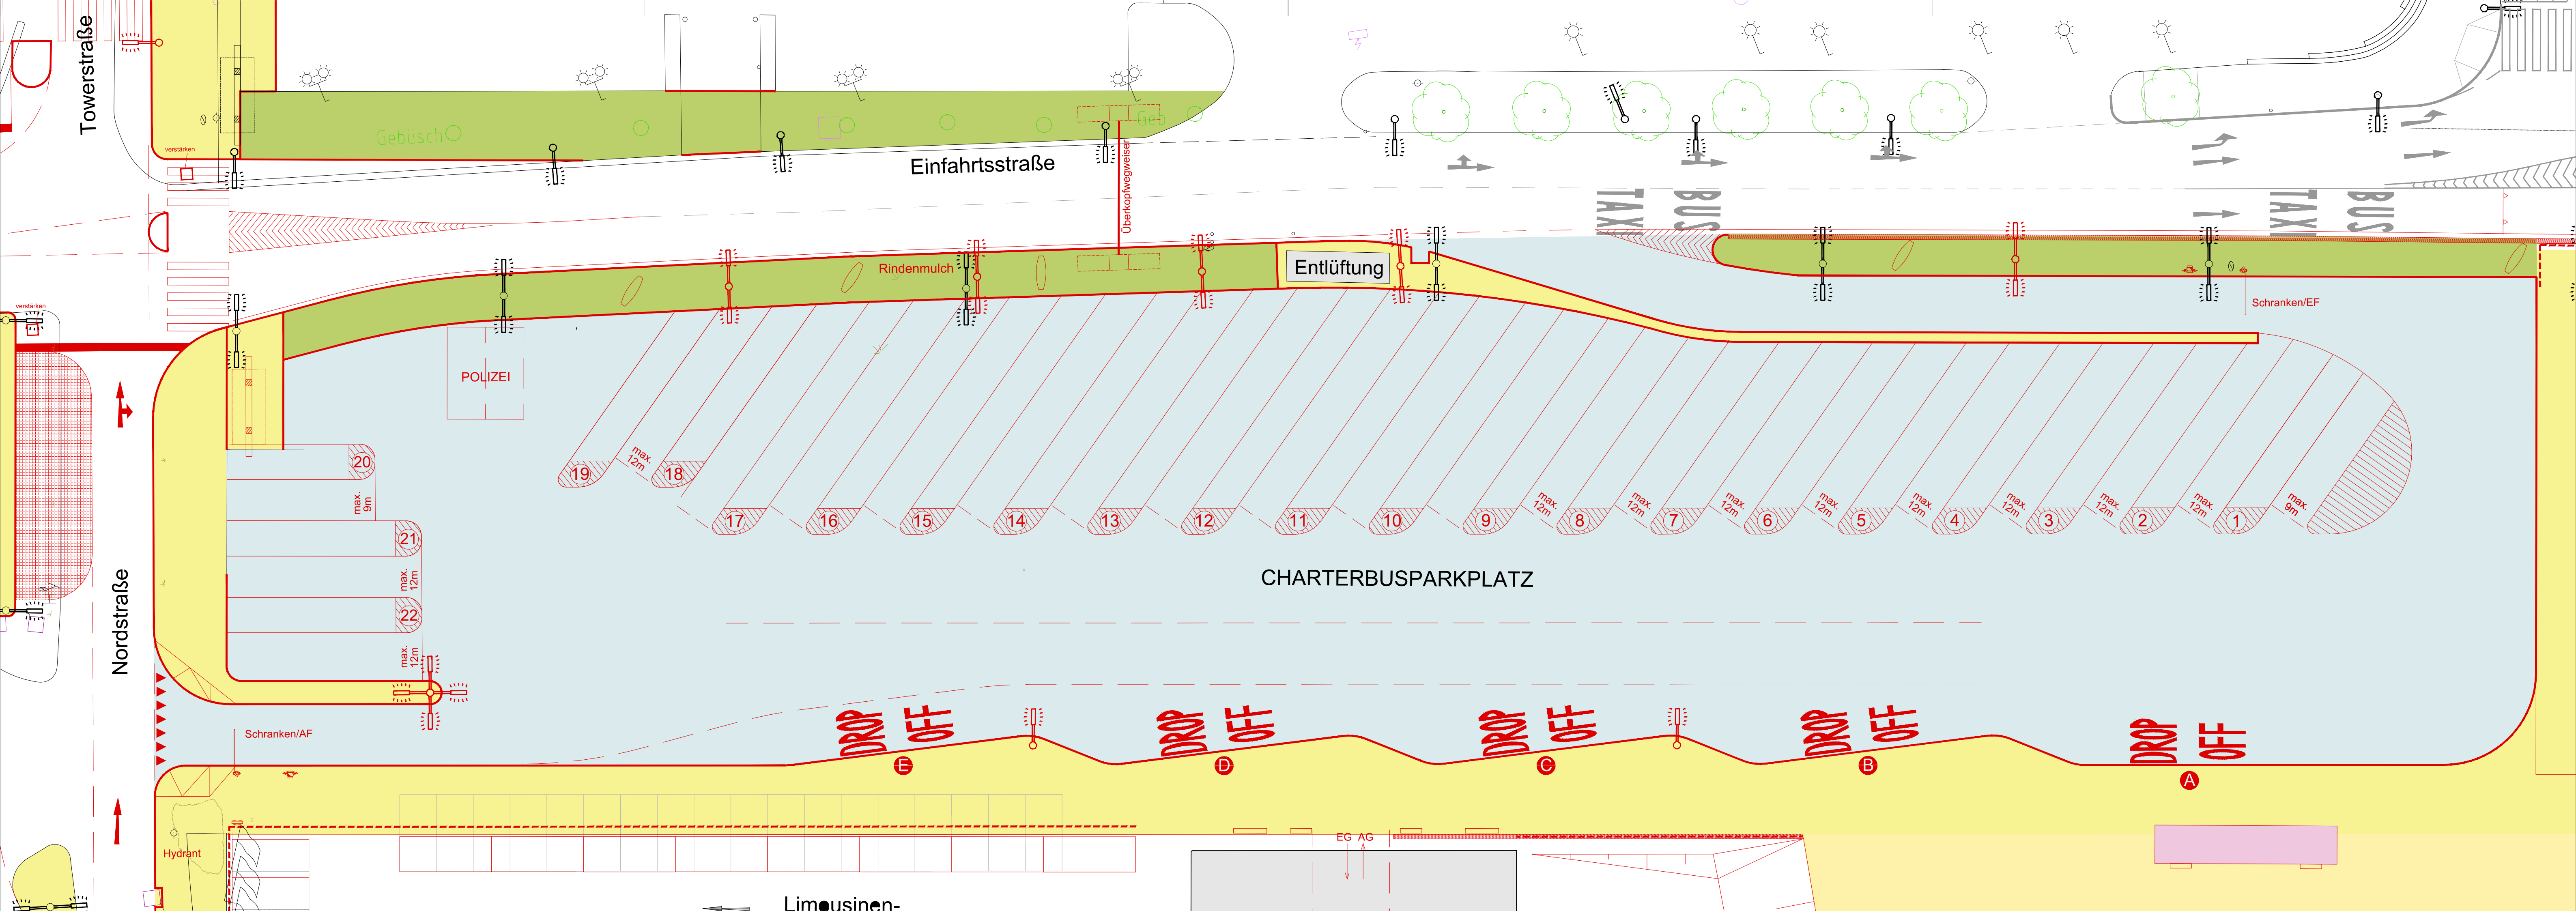 Towerstraße
verstärken
Gebüsch
Geb
Einfahrtsstraße
Überkopfwegweiser
BUS
TAXI
BUS
TAXI
Rindenmulch
Entlüftung
Schranken/EF
verstärken
POLIZEI
20
max.
9m
21
max.
12m
22
max.
12m
19
max.
12m
18
17
16
15
14
13
12
11
10
9
max.
12m
8
max.
12m
7
max.
12m
6
max.
12m
5
max.
12m
4
max.
12m
3
max.
12m
2
max.
12m
1
max.
9m
CHARTERBUSPARKPLATZ
Nordstraße
Schranken/AF
DROP
OFF
E
DROP
OFF
D
DROP
OFF
C
DROP
OFF
B
DROP
OFF
A
Hydrant
EG AG
Limousinen-